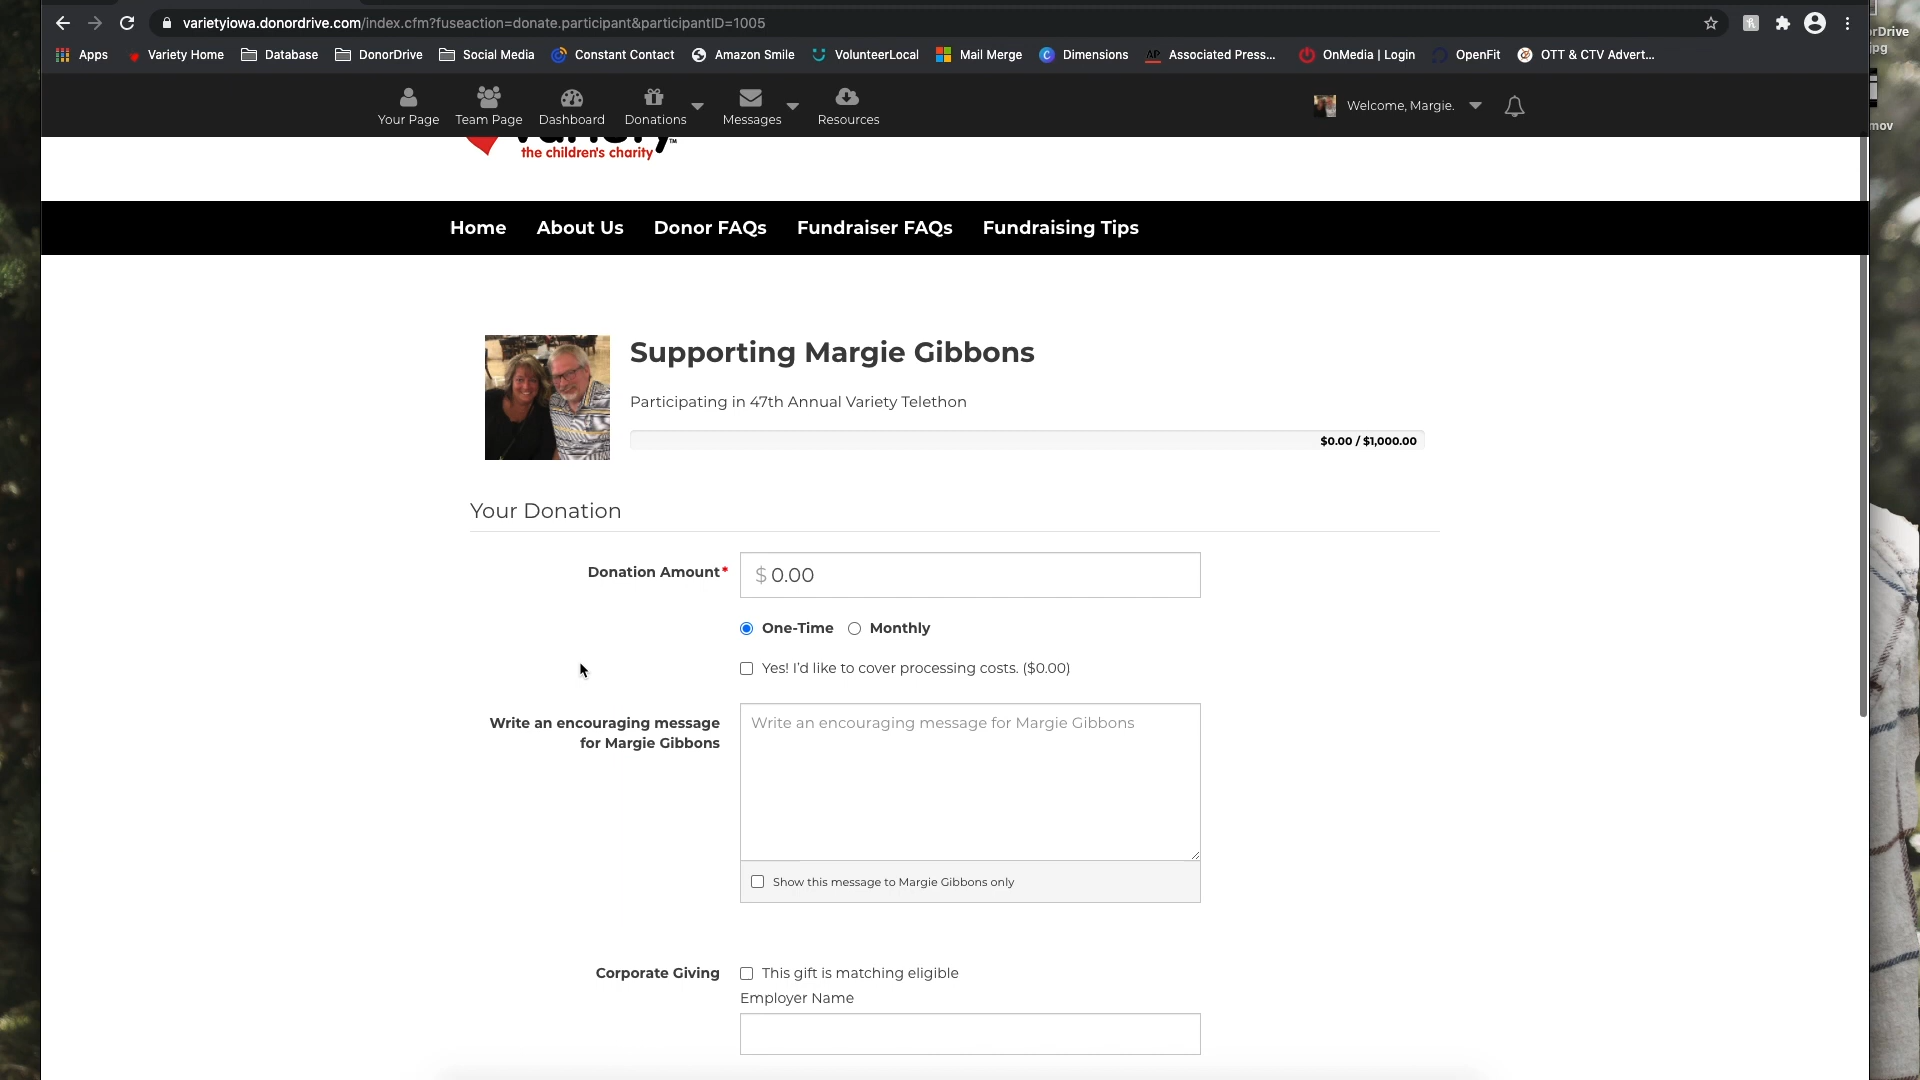 varietyiowa.donordrive.com/index.cfm?fuseaction=donate.participant&participantID=1005
Apps Variety Home Database DonorDrive Social Media Constant Contact Amazon Smile VolunteerLocal Mail Merge Dimensions Associated Press... OnMedia | Login OpenFit OTT & CTV Advert...
Your Page Team Page Dashboard Donations Messages Resources Welcome, Margie.
the children's charity
Home About Us Donor FAQs Fundraiser FAQs Fundraising Tips
Supporting Margie Gibbons
Participating in 47th Annual Variety Telethon
$0.00 / $1,000.00
Your Donation
Donation Amount* $ 0.00
One-Time Monthly
Yes! I'd like to cover processing costs. ($0.00)
Write an encouraging message
for Margie Gibbons
Write an encouraging message for Margie Gibbons
Show this message to Margie Gibbons only
Corporate Giving This gift is matching eligible
Employer Name